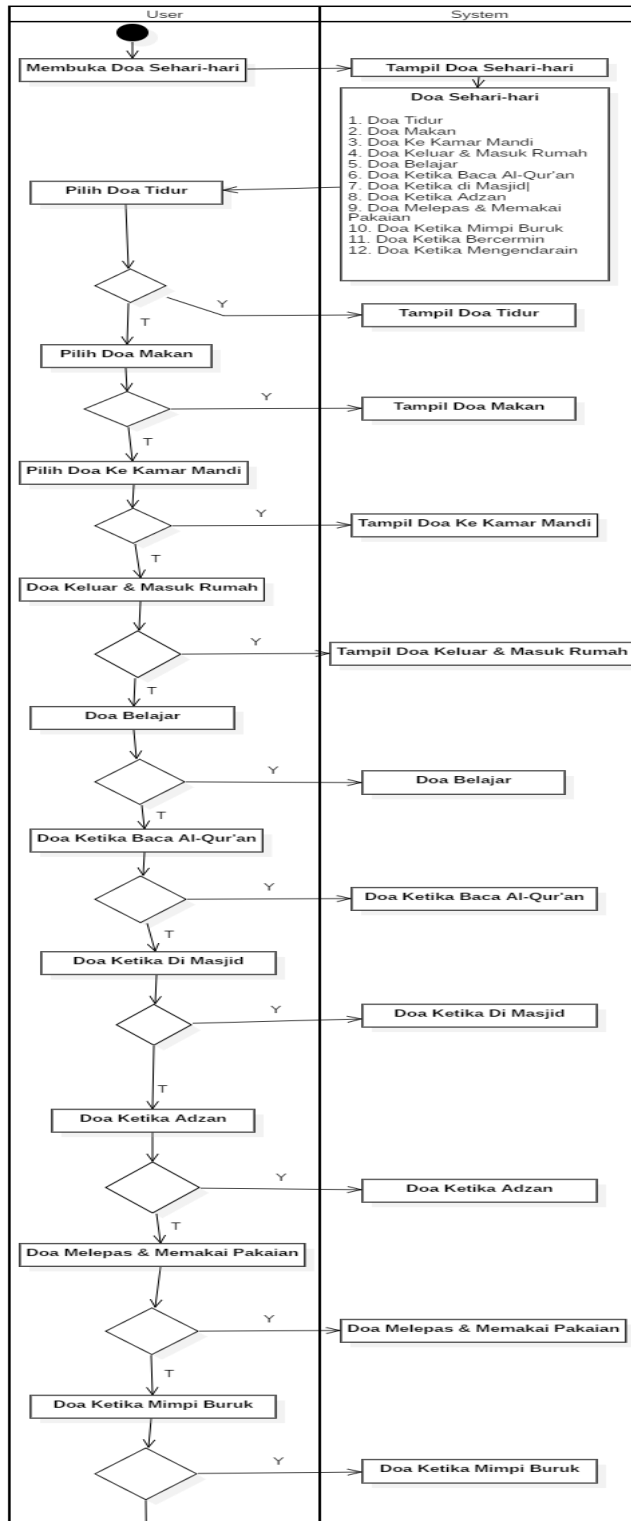 User
System
Membuka Doa Sehari-hari
Tampil Doa Sehari-hari
Doa Sehari-hari
1. Doa Tidur
2. Doa Makan
3. Doa Ke Kamar Mandi
4. Doa Keluar & Masuk Rumah
5. Doa Belajar
6. Doa Ketika Baca Al-Qur'an
7. Doa Ketika di Masjid|
8. Doa Ketika Adzan
9. Doa Melepas & Memakai
Pakaian
10. Doa Ketika Mimpi Buruk
11. Doa Ketika Bercermin
12. Doa Ketika Mengendarain
Pilih Doa Tidur
Y
Tampil Doa Tidur
T
Pilih Doa Makan
Y
Tampil Doa Makan
T
Pilih Doa Ke Kamar Mandi
Y
Tampil Doa Ke Kamar Mandi
T
Doa Keluar & Masuk Rumah
Y
Tampil Doa Keluar & Masuk Rumah
T
Doa Belajar
Y
Doa Belajar
T
Doa Ketika Baca Al-Qur'an
Y
Doa Ketika Baca Al-Qur'an
T
Doa Ketika Di Masjid
Y
Doa Ketika Di Masjid
T
Doa Ketika Adzan
Y
Doa Ketika Adzan
T
Doa Melepas & Memakai Pakaian
Y
Doa Melepas & Memakai Pakaian
T
Doa Ketika Mimpi Buruk
Y
Doa Ketika Mimpi Buruk